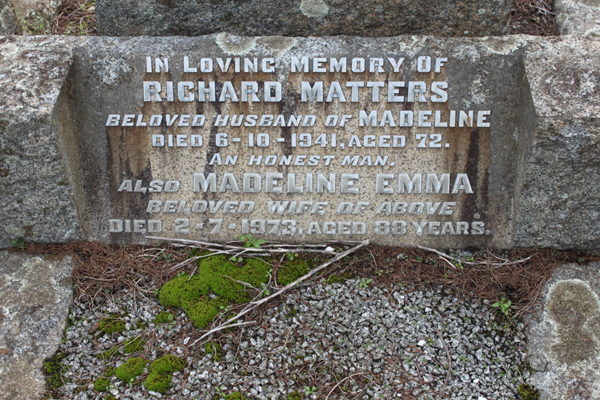 In Loving Memory Of
RICHARD MATTERS
BELOVED HUSBAND OF MADELINE
DIED 6-10-1941, AGED 72.
AN HONEST MAN.
ALSO MADELINE EMMA
BELOVED WIFE OF ABOVE
DIED 2-7-1973, AGED 88 YEARS.